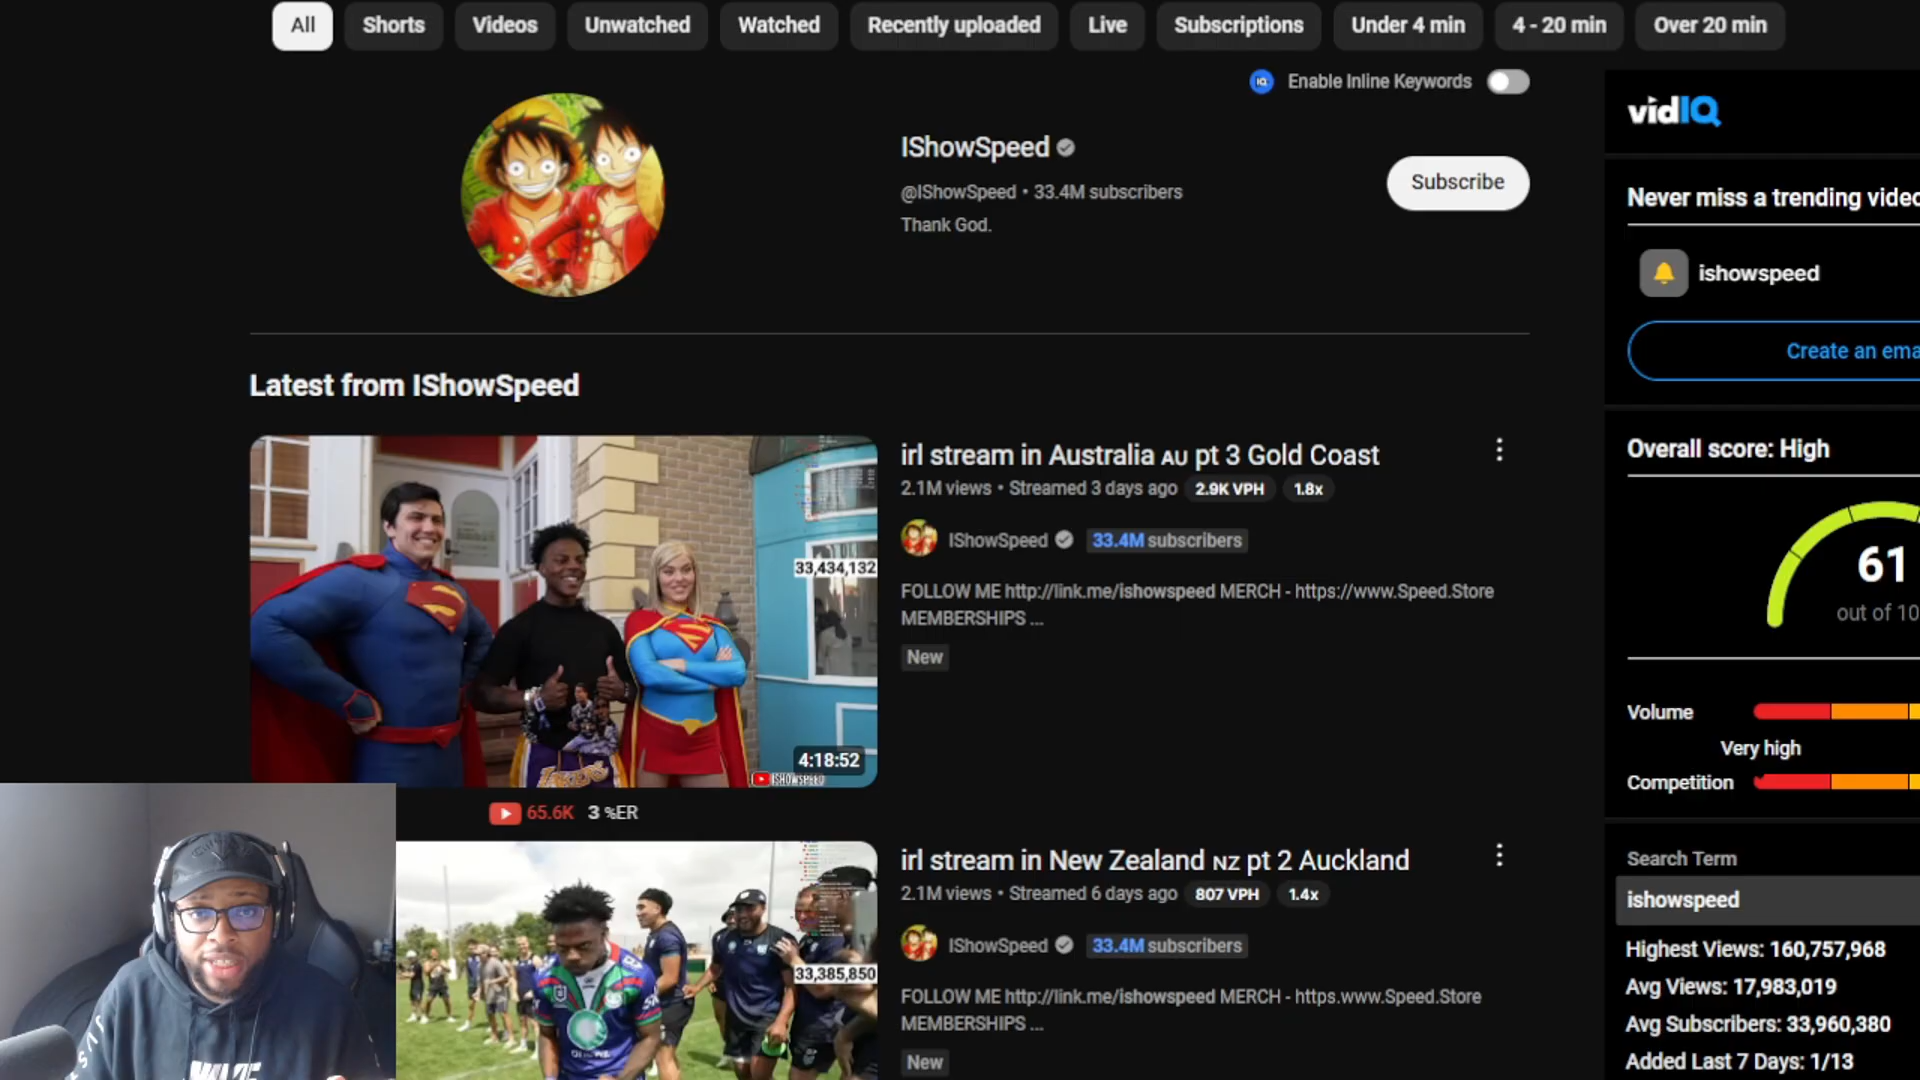 All Shorts Videos Unwatched Watched Recently uploaded Live Subscriptions Under 4 min 4 - 20 min Over 20 min
Enable Inline Keywords
IShowSpeed
@IShowSpeed • 33.4M subscribers
Thank God.
Subscribe
Latest from IShowSpeed
irl stream in Australia AU pt 3 Gold Coast
2.1M views • Streamed 3 days ago 2.9K VPH 1.8x
IShowSpeed 33.4M subscribers
FOLLOW ME http://link.me/ishowspeed MERCH - https://www.Speed.Store
MEMBERSHIPS ...
New
33,434,132
4:18:52
ISHOWSPEED
65.6K 3 %ER
irl stream in New Zealand NZ pt 2 Auckland
2.1M views • Streamed 6 days ago 807 VPH 1.4x
IShowSpeed 33.4M subscribers
FOLLOW ME http://link.me/ishowspeed MERCH - https.www.Speed.Store
MEMBERSHIPS ...
New
33,385,850
vidIQ
Never miss a trending video
ishowspeed
Create an ema
Overall score: High
61
out of 10
Volume
Very high
Competition
Search Term
ishowspeed
Highest Views: 160,757,968
Avg Views: 17,983,019
Avg Subscribers: 33,960,380
Added Last 7 Days: 1/13